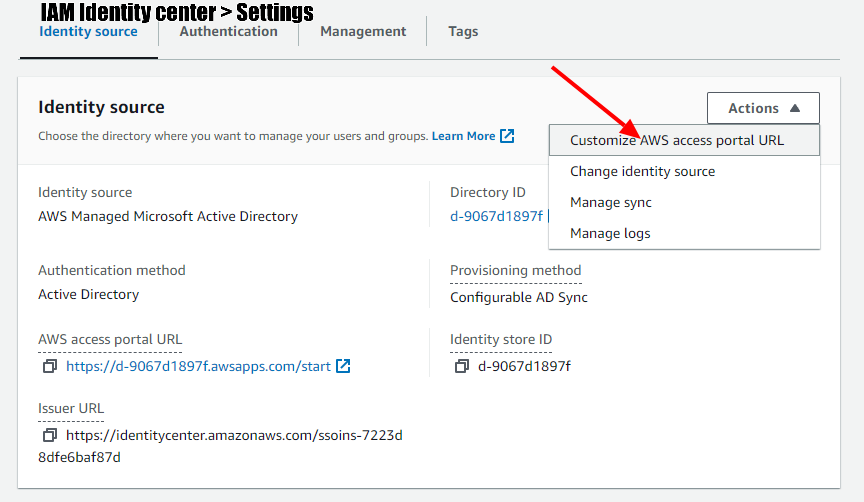 IAM Identity center > Settings
Identity source
Authentication
Management
Tags
Identity source
Actions
Choose the directory where you want to manage your users and groups. Learn More
Customize AWS access portal URL
Change identity source
Manage sync
Manage logs
Identity source
AWS Managed Microsoft Active Directory
Directory ID
d-9067d1897f
Authentication method
Active Directory
Provisioning method
Configurable AD Sync
AWS access portal URL
https://d-9067d1897f.awsapps.com/start
Identity store ID
d-9067d1897f
Issuer URL
https://identitycenter.amazonaws.com/ssoins-7223d
8dfe6baf87d